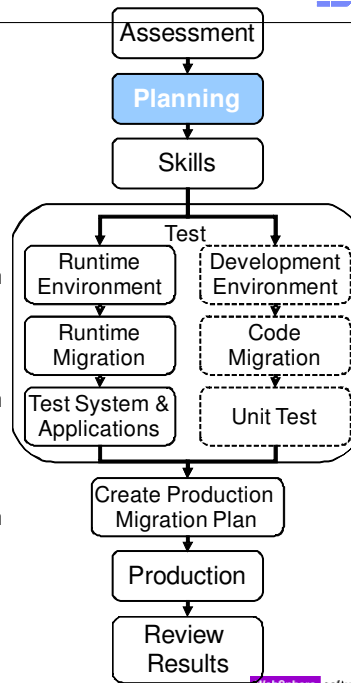 Assessment
Planning
Skills
Test
Runtime
Environment
Development
Environment
Runtime
Migration
Code
Migration
Test System &
Applications
Unit Test
Create Production
Migration Plan
Production
Review
Results